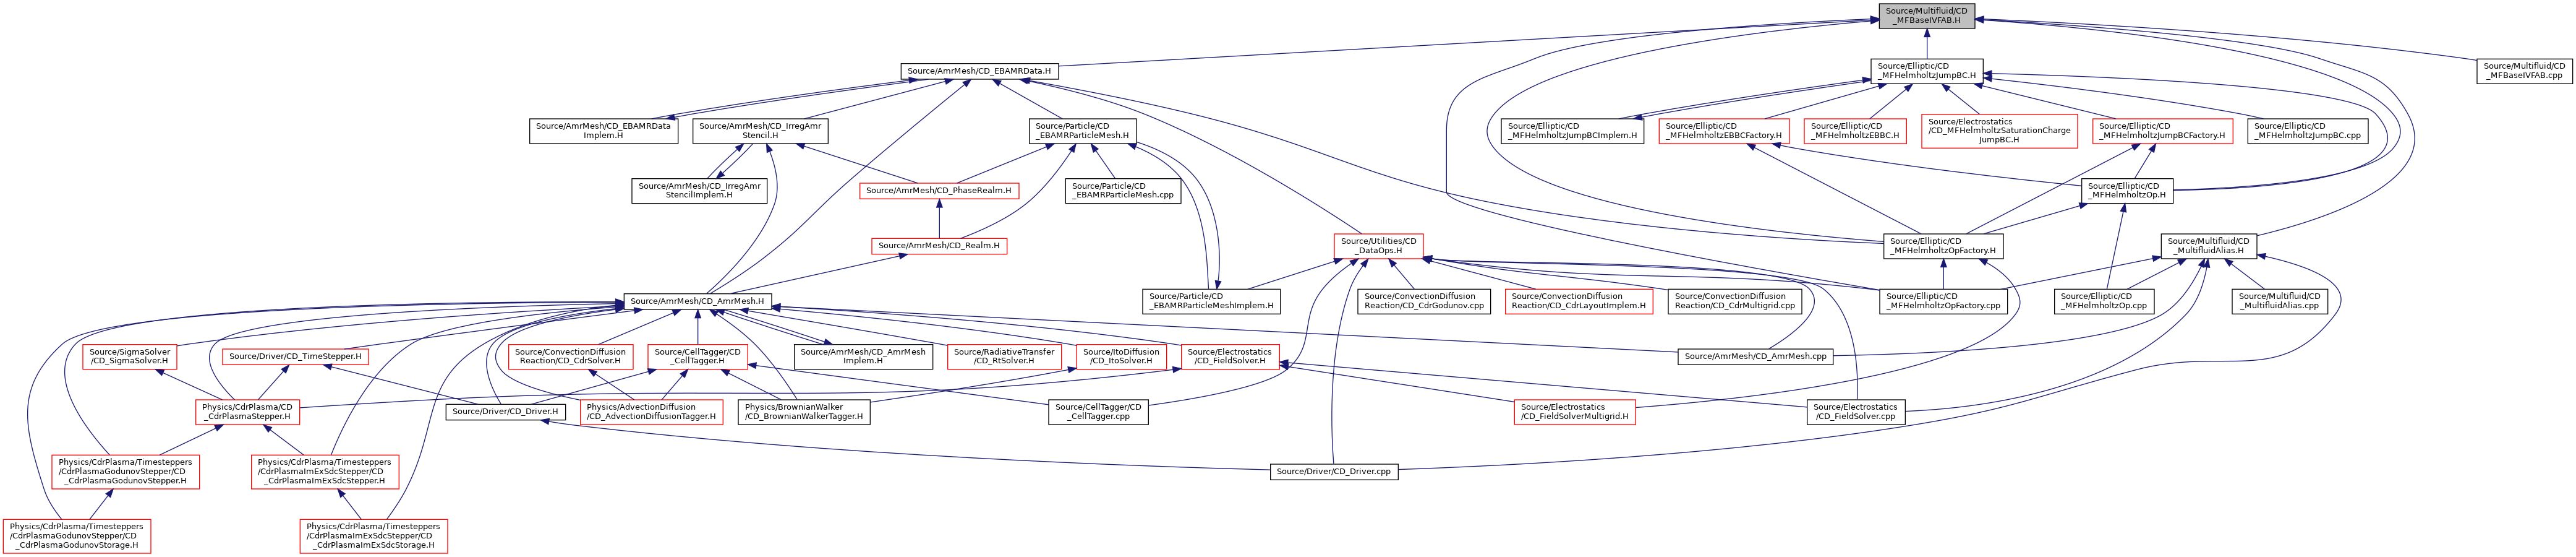 Source/Multifluid/CD
_MFBaseIVFAB.H
Source/AmrMesh/CD_EBAMRData.H
Source/Elliptic/CD
_MFHelmholtzJumpBC.H
Source/Multifluid/CD
_MFBaseIVFAB.cpp
Source/AmrMesh/CD_EBAMRData
Implem.H
Source/AmrMesh/CD_IrregAmr
Stencil.H
Source/Particle/CD
_EBAMRParticleMesh.H
Source/Elliptic/CD
_MFHelmholtzJumpBCImplem.H
Source/Elliptic/CD
_MFHelmholtzEBBCFactory.H
Source/Elliptic/CD
_MFHelmholtzEBBC.H
Source/Electrostatics
/CD_MFHelmholtzSaturationCharge
JumpBC.H
Source/Elliptic/CD
_MFHelmholtzJumpBCFactory.H
Source/Elliptic/CD
_MFHelmholtzJumpBC.cpp
Source/AmrMesh/CD_IrregAmr
StencilImplem.H
Source/AmrMesh/CD_PhaseRealm.H
Source/Particle/CD
_EBAMRParticleMesh.cpp
Source/Elliptic/CD
_MFHelmholtzOp.H
Source/AmrMesh/CD_Realm.H
Source/Utilities/CD
_DataOps.H
Source/Elliptic/CD
_MFHelmholtzOpFactory.H
Source/Multifluid/CD
_MultifluidAlias.H
Source/AmrMesh/CD_AmrMesh.H
Source/Particle/CD
_EBAMRParticleMeshImplem.H
Source/ConvectionDiffusion
Reaction/CD_CdrGodunov.cpp
Source/ConvectionDiffusion
Reaction/CD_CdrLayoutImplem.H
Source/ConvectionDiffusion
Reaction/CD_CdrMultigrid.cpp
Source/Elliptic/CD
_MFHelmholtzOpFactory.cpp
Source/Elliptic/CD
_MFHelmholtzOp.cpp
Source/Multifluid/CD
_MultifluidAlias.cpp
Source/SigmaSolver
/CD_SigmaSolver.H
Source/Driver/CD_TimeStepper.H
Source/ConvectionDiffusion
Reaction/CD_CdrSolver.H
Source/CellTagger/CD
_CellTagger.H
Source/AmrMesh/CD_AmrMesh
Implem.H
Source/RadiativeTransfer
/CD_RtSolver.H
Source/ItoDiffusion
/CD_ItoSolver.H
Source/Electrostatics
/CD_FieldSolver.H
Source/AmrMesh/CD_AmrMesh.cpp
Physics/CdrPlasma/CD
_CdrPlasmaStepper.H
Source/Driver/CD_Driver.H
Physics/AdvectionDiffusion
/CD_AdvectionDiffusionTagger.H
Physics/BrownianWalker
/CD_BrownianWalkerTagger.H
Source/CellTagger/CD
_CellTagger.cpp
Source/Electrostatics
/CD_FieldSolverMultigrid.H
Source/Electrostatics
/CD_FieldSolver.cpp
Physics/CdrPlasma/Timesteppers
/CdrPlasmaGodunovStepper/CD
_CdrPlasmaGodunovStepper.H
Physics/CdrPlasma/Timesteppers
/CdrPlasmaImExSdcStepper/CD
_CdrPlasmaImExSdcStepper.H
Source/Driver/CD_Driver.cpp
Physics/CdrPlasma/Timesteppers
/CdrPlasmaGodunovStepper/CD
_CdrPlasmaGodunovStorage.H
Physics/CdrPlasma/Timesteppers
/CdrPlasmaImExSdcStepper/CD
_CdrPlasmaImExSdcStorage.H